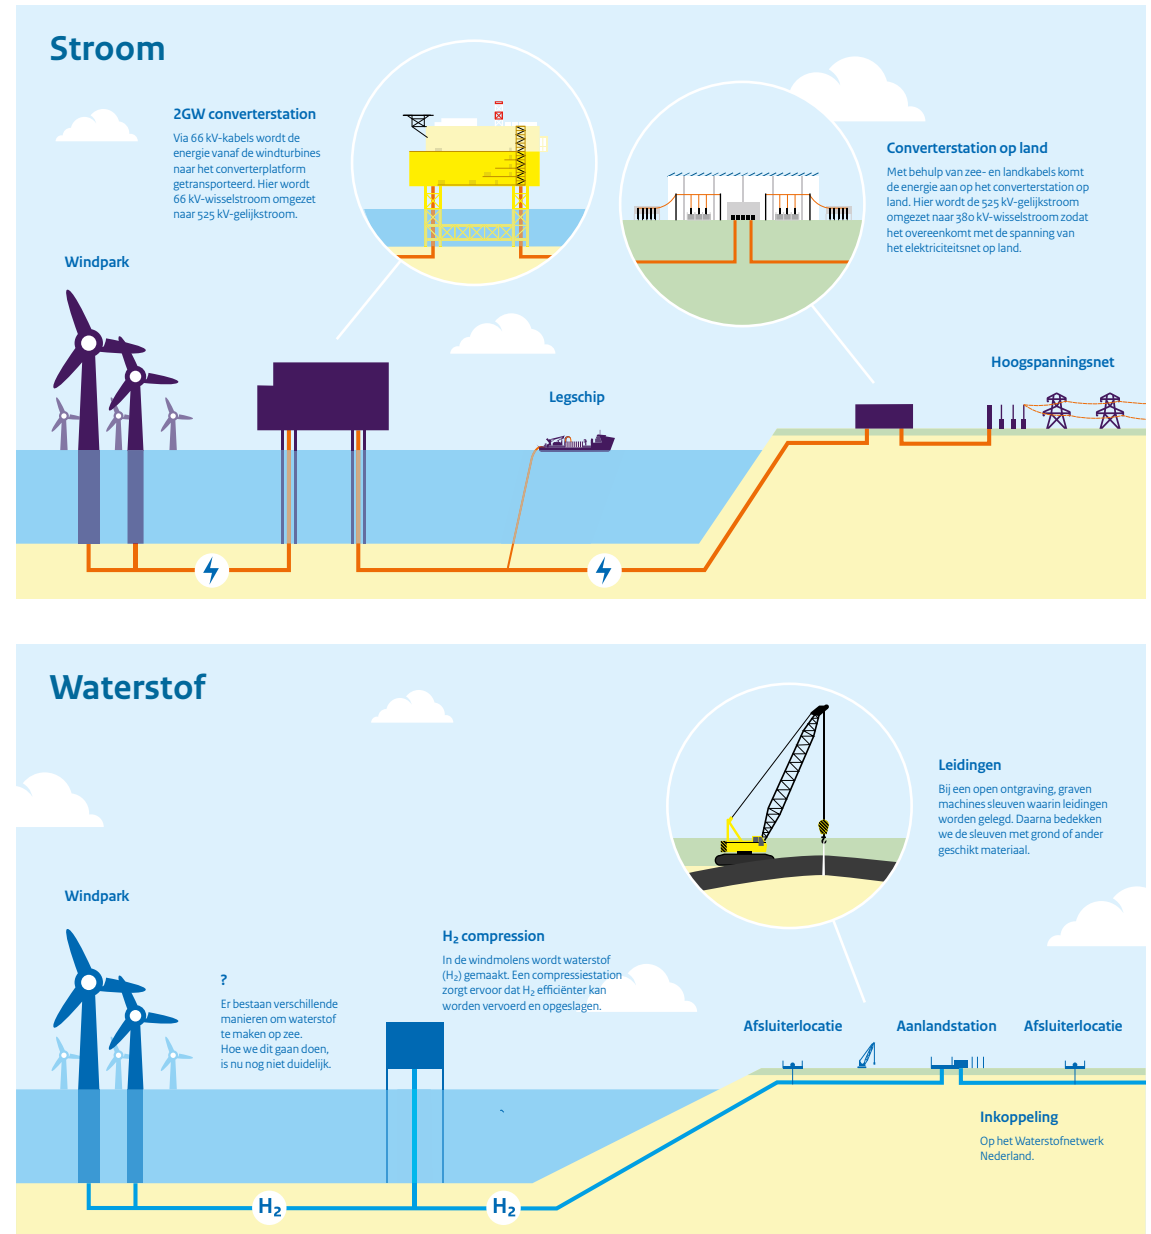 Stroom
2GW converterstation
Via 66 kV-kabels wordt de
energie vanaf de windturbines
naar het converterplatform
getransporteerd. Hier wordt
66 kV-wisselstroom omgezet
naar 525 kV-gelijkstroom.
Converterstation op land
Met behulp van zee- en landkabels komt
de energie aan op het converterstation op
land. Hier wordt de 525 kV-gelijkstroom
omgezet naar 380 kV-wisselstroom zodat
het overeenkomt met de spanning van
het elektriciteitsnet op land.
Windpark
Legschip
Hoogspanningsnet
Waterstof
Leidingen
Bij een open ontgraving, graven
machines sleuven waarin leidingen
worden gelegd. Daarna bedekken
we de sleuven met grond of ander
geschikt materiaal.
Windpark
?
Er bestaan verschillende
manieren om waterstof
te maken op zee.
Hoe we dit gaan doen,
is nu nog niet duidelijk.
H₂ compression
In de windmolens wordt waterstof
(H₂) gemaakt. Een compressiestation
zorgt ervoor dat H₂ efficiënter kan
worden vervoerd en opgeslagen.
Afsluiterlocatie
Aanlandstation
Afsluiterlocatie
Inkoppeling
Op het Waterstofnetwerk
Nederland.
H₂
H₂